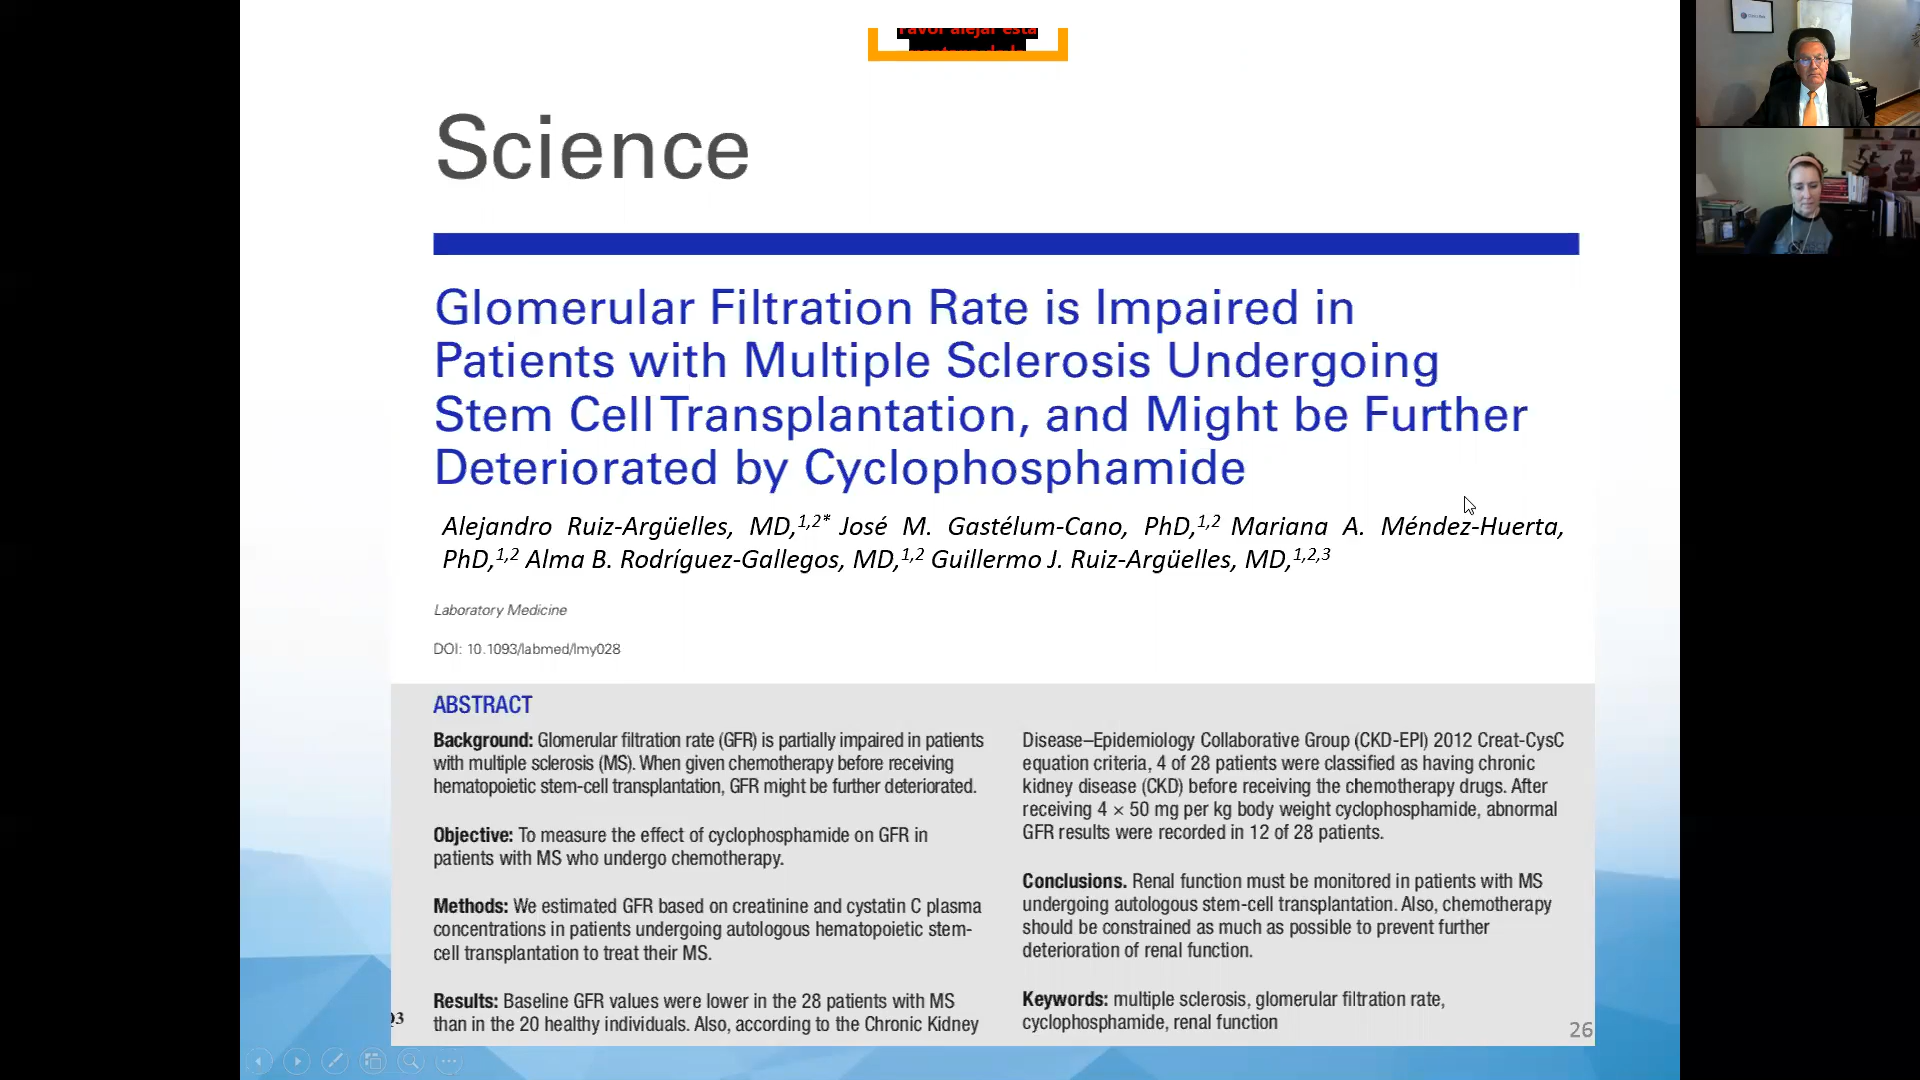 Favor alejar esta
Science
Glomerular Filtration Rate is Impaired in
Patients with Multiple Sclerosis Undergoing
Stem Cell Transplantation, and Might be Further
Deteriorated by Cyclophosphamide
Alejandro Ruiz-Argüelles, MD,1,2* José M. Gastélum-Cano, PhD,1,2 Mariana A. Méndez-Huerta,
PhD,1,2 Alma B. Rodríguez-Gallegos, MD,1,2 Guillermo J. Ruiz-Argüelles, MD,1,2,3
Laboratory Medicine
DOI: 10.1093/labmed/lmy028
ABSTRACT
Background: Glomerular filtration rate (GFR) is partially impaired in patients
with multiple sclerosis (MS). When given chemotherapy before receiving
hematopoietic stem-cell transplantation, GFR might be further deteriorated.
Objective: To measure the effect of cyclophosphamide on GFR in
patients with MS who undergo chemotherapy.
Methods: We estimated GFR based on creatinine and cystatin C plasma
concentrations in patients undergoing autologous hematopoietic stem-
cell transplantation to treat their MS.
Results: Baseline GFR values were lower in the 28 patients with MS
than in the 20 healthy individuals. Also, according to the Chronic Kidney
Disease–Epidemiology Collaborative Group (CKD-EPI) 2012 Creat-CysC
equation criteria, 4 of 28 patients were classified as having chronic
kidney disease (CKD) before receiving the chemotherapy drugs. After
receiving 4 × 50 mg per kg body weight cyclophosphamide, abnormal
GFR results were recorded in 12 of 28 patients.
Conclusions. Renal function must be monitored in patients with MS
undergoing autologous stem-cell transplantation. Also, chemotherapy
should be constrained as much as possible to prevent further
deterioration of renal function.
Keywords: multiple sclerosis, glomerular filtration rate,
cyclophosphamide, renal function
26